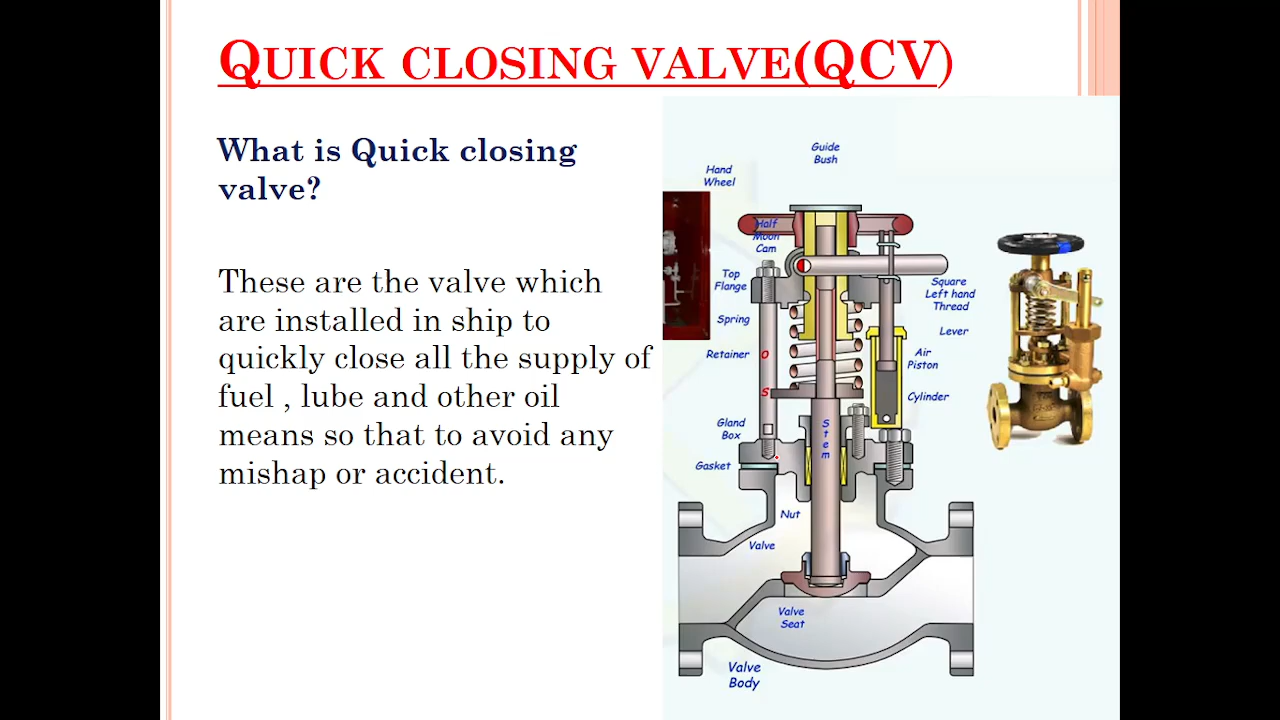 QUICK CLOSING VALVE(QCV)
What is Quick closing
valve?
These are the valve which
are installed in ship to
quickly close all the supply of
fuel , lube and other oil
means so that to avoid any
mishap or accident.
Guide
Bush
Hand
Wheel
Half
Moon
Cam
Top
Flange
Square
Left hand
Thread
Spring
Lever
Retainer
O
Air
Piston
S
Cylinder
Gland
Box
Stem
Gasket
Nut
Valve
Valve
Seat
Valve
Body